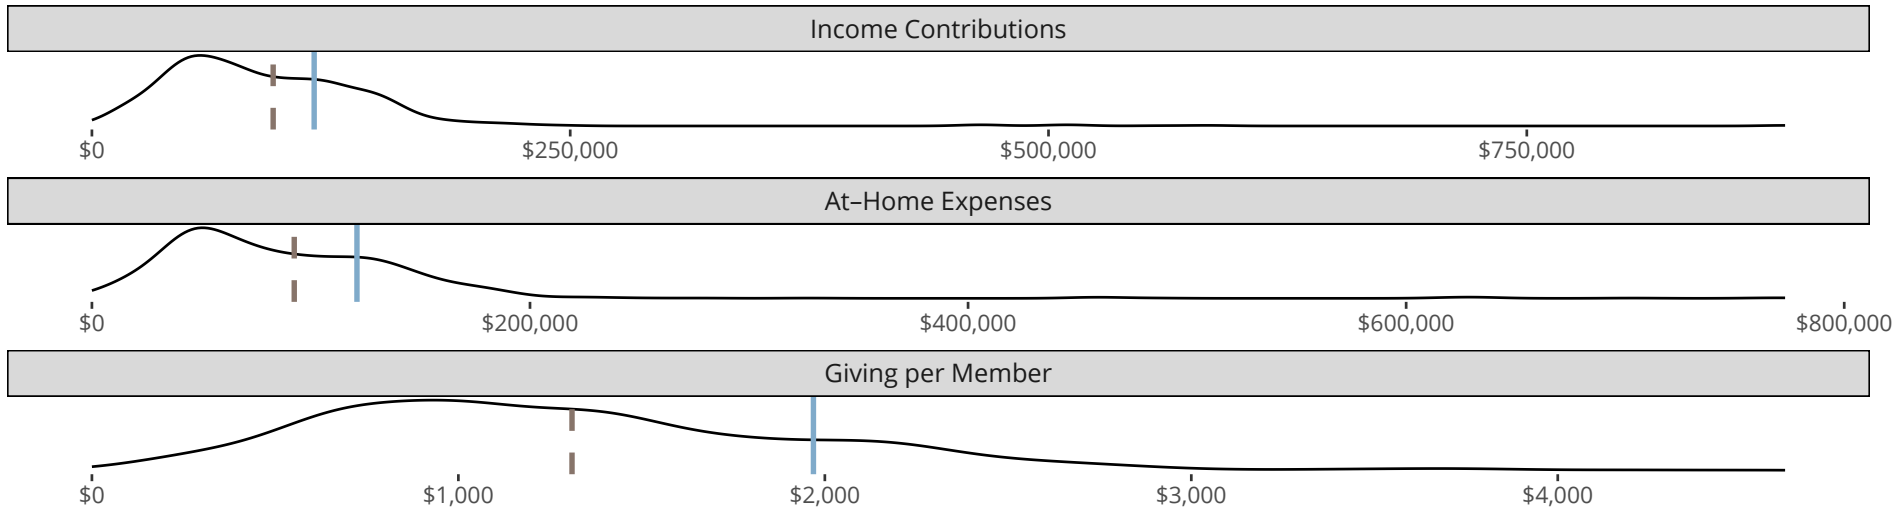 Income Contributions
$0 $250,000 $500,000 $750,000
At–Home Expenses
$0 $200,000 $400,000 $600,000 $800,000
Giving per Member
$0 $1,000 $2,000 $3,000 $4,000